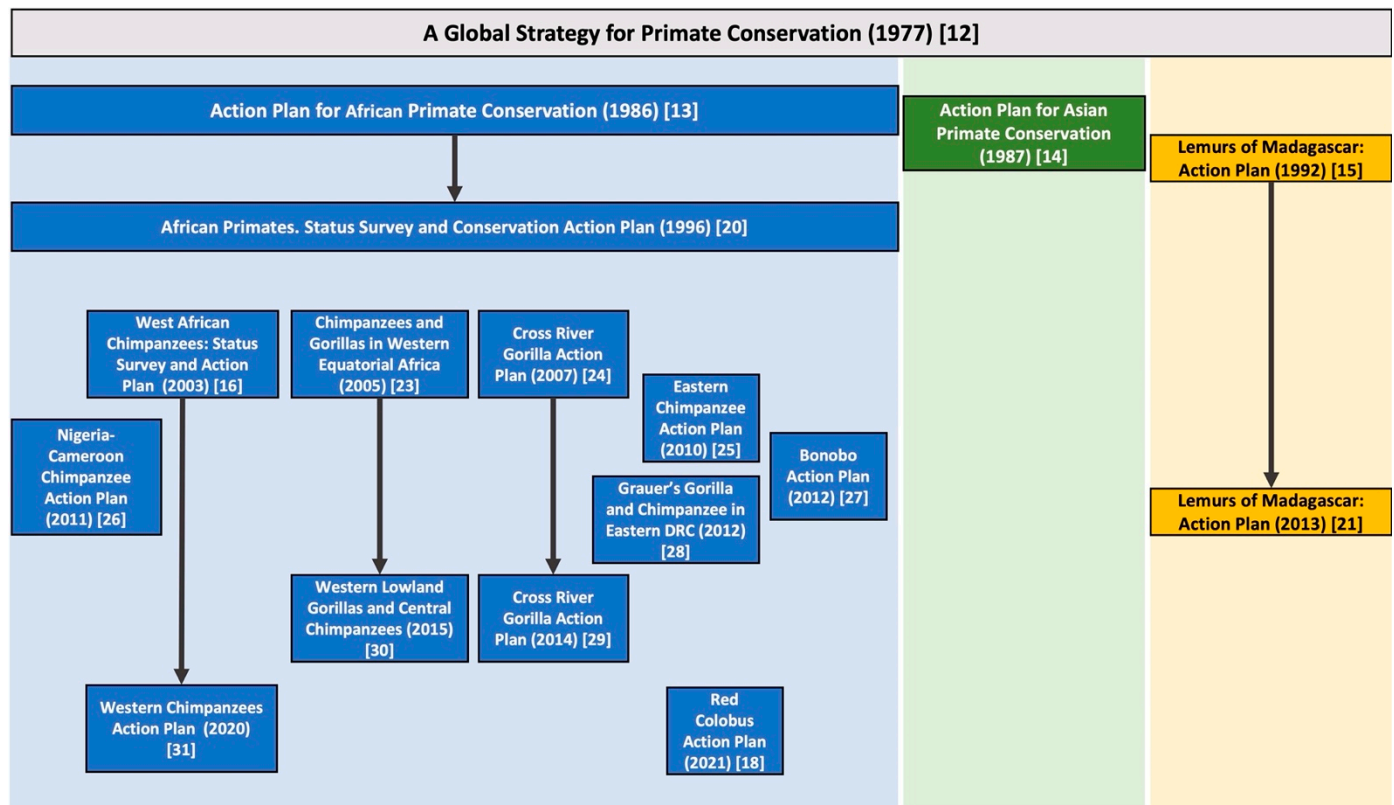 A Global Strategy for Primate Conservation (1977) [12]
Action Plan for African Primate Conservation (1986) [13]
Action Plan for Asian
Primate Conservation
(1987) [14]
Lemurs of Madagascar:
Action Plan (1992) [15]
African Primates. Status Survey and Conservation Action Plan (1996) [20]
West African
Chimpanzees: Status
Survey and Action
Plan (2003) [16]
Chimpanzees and
Gorillas in Western
Equatorial Africa
(2005) [23]
Cross River
Gorilla Action
Plan (2007) [24]
Eastern
Chimpanzee
Action Plan
(2010) [25]
Nigeria-
Cameroon
Chimpanzee
Action Plan
(2011) [26]
Bonobo
Action Plan
(2012) [27]
Grauer’s Gorilla
and Chimpanzee in
Eastern DRC (2012)
[28]
Lemurs of Madagascar:
Action Plan (2013) [21]
Western Lowland
Gorillas and Central
Chimpanzees (2015)
[30]
Cross River
Gorilla Action
Plan (2014) [29]
Western Chimpanzees
Action Plan (2020)
[31]
Red
Colobus
Action Plan
(2021) [18]